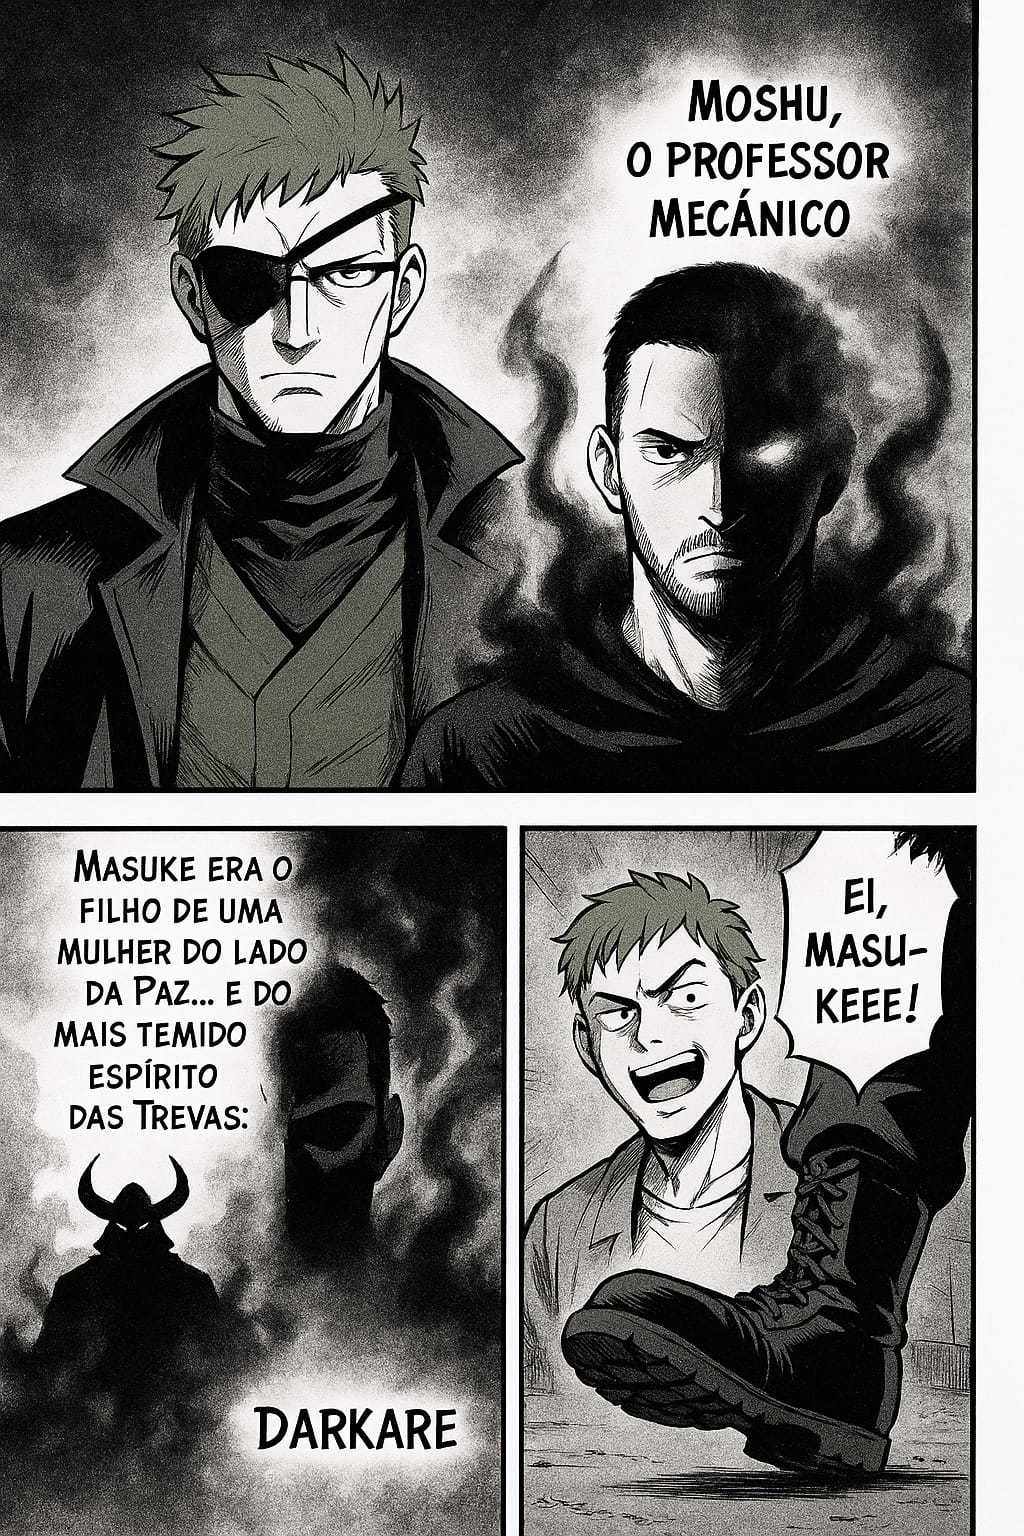 MOSHU,
O PROFESSOR
MECÁNICO
MASUKE ERA O
FILHO DE UMA
MULHER DO LADO
DA PAZ... E DO
MAIS TEMIDO
ESPÍRITO
DAS TREVAS:
DARKARE
EI,
MASU-
KEEE!